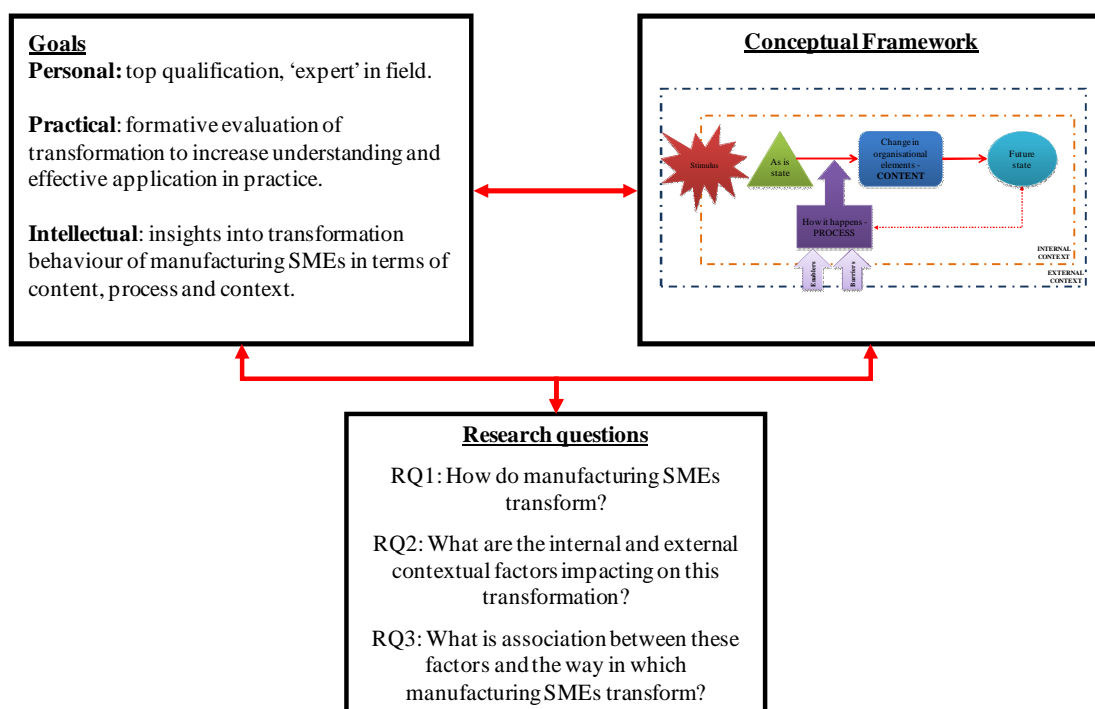 Goals
Personal: top qualification, ‘expert’ in field.
Practical: formative evaluation of
transformation to increase understanding and
effective application in practice.
Intellectual: insights into transformation
behaviour of manufacturing SMEs in terms of
content, process and context.
Conceptual Framework
Stimulus
As is
state
Change in
organisational
elements -
CONTENT
Future
state
How it happens -
PROCESS
Enablers
Barriers
INTERNAL
CONTEXT
EXTERNAL
CONTEXT
Research questions
RQ1: How do manufacturing SMEs
transform?
RQ2: What are the internal and external
contextual factors impacting on this
transformation?
RQ3: What is association between these
factors and the way in which
manufacturing SMEs transform?